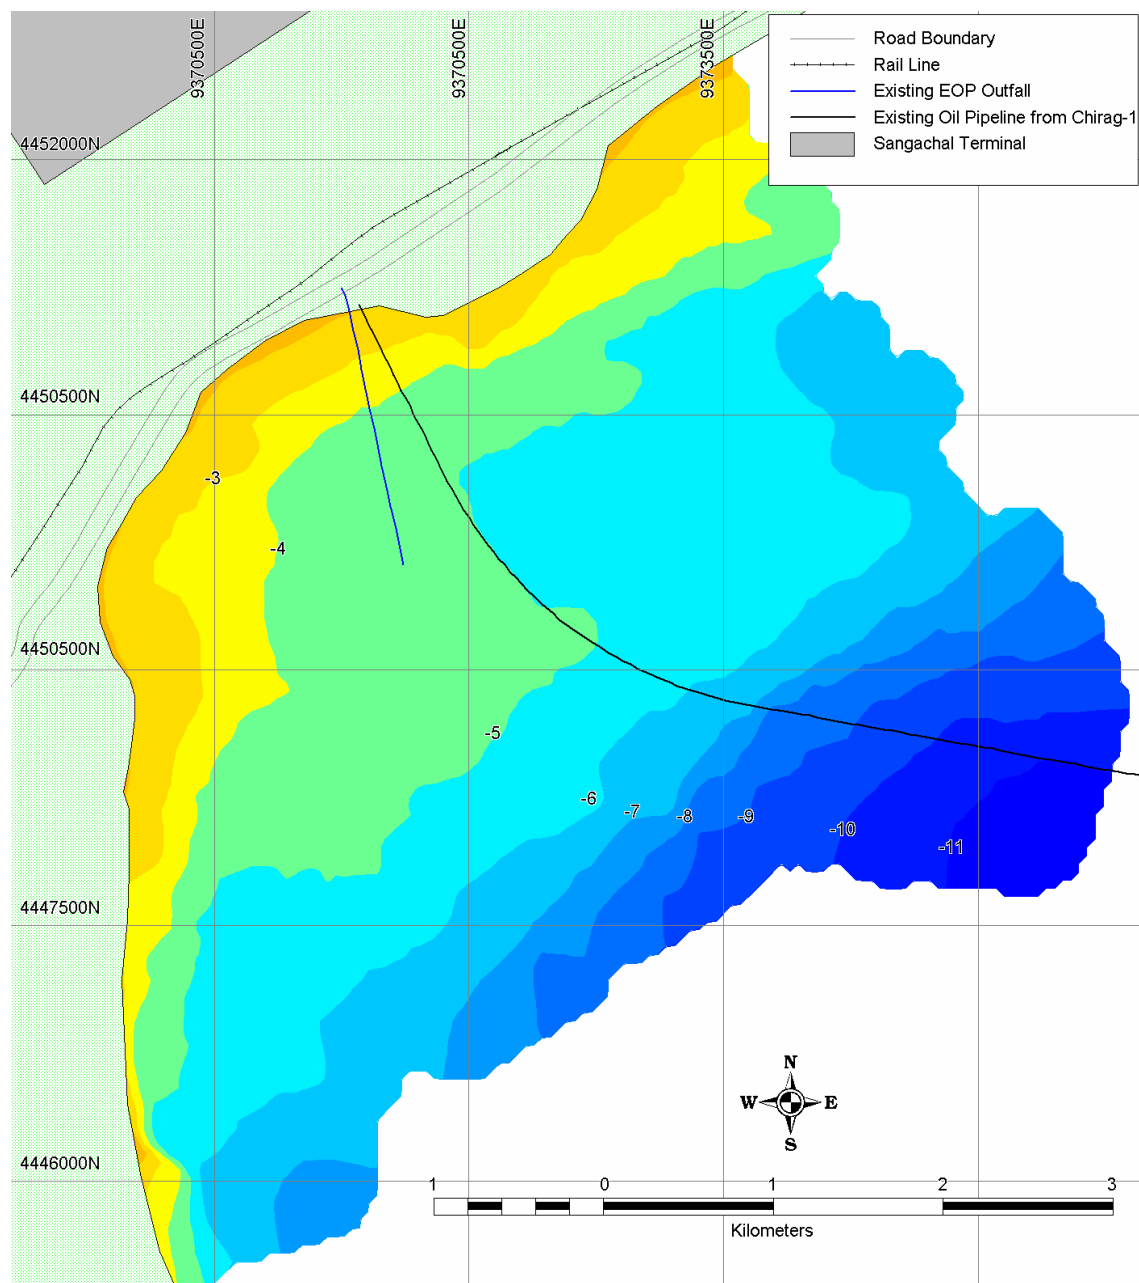 9370500E
9370500E
9373500E
Road Boundary
Rail Line
Existing EOP Outfall
Existing Oil Pipeline from Chirag-1
Sangachal Terminal
4452000N
4450500N
-3
-4
4450500N
-5
-6
-7
-8
-9
-10
-11
4447500N
N
W E
S
4446000N
1 0 1 2 3
Kilometers